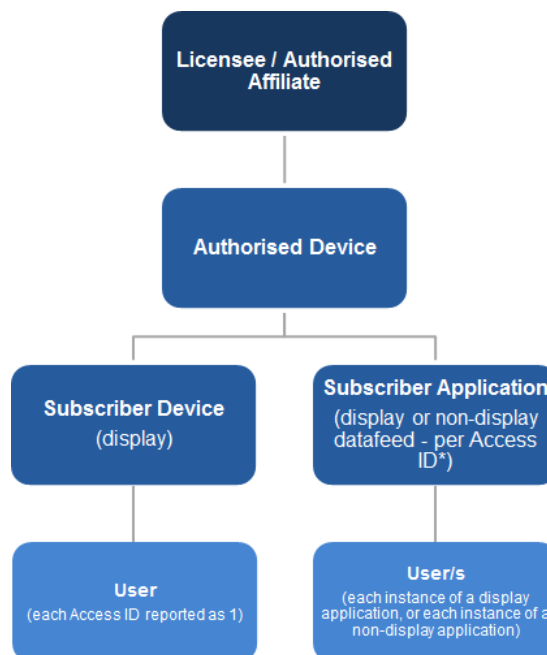 Licensee / Authorised
Affiliate
Authorised Device
Subscriber Device
(display)
Subscriber Application
(display or non-display
datafeed - per Access
ID*)
User
(each Access ID reported as 1)
User/s
(each instance of a display
application, or each instance of a
non-display application)